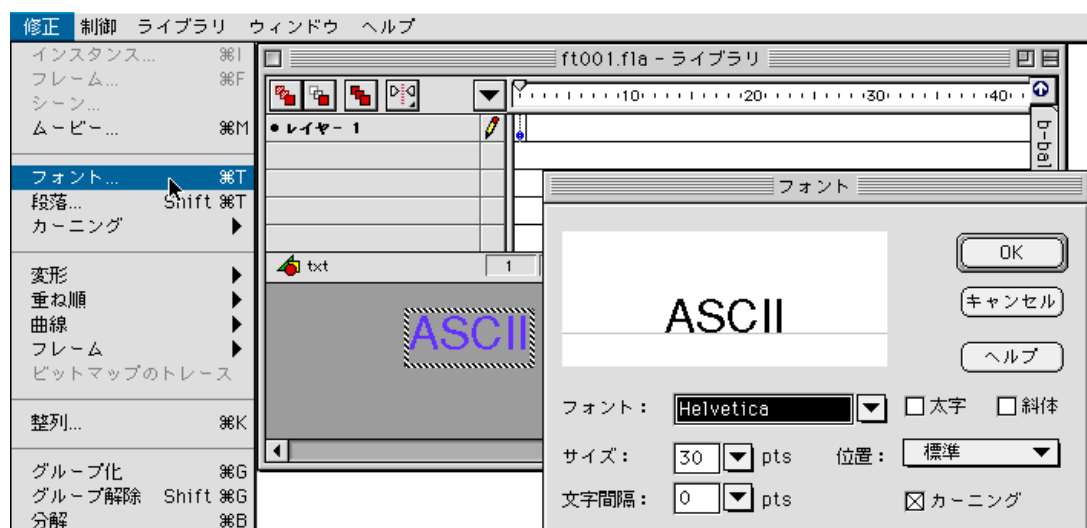 修正 制御 ライブラリ ウィンドウ ヘルプ
インスタンス... ⌘I
フレーム... ⌘F
シーン...
ムービー... ⌘M
フォント... ⌘T
段落... Shift ⌘T
カーニング
変形
重ね順
曲線
フレーム
ビットマップのトレース
整列... ⌘K
グループ化 ⌘G
グループ解除 Shift ⌘G
分解 ⌘B
ft001.fla - ライブラリ
10 20 30 40
レイヤー 1
b-bal
txt 1
ASCII
フォント
ASCII
OK
キャンセル
ヘルプ
フォント： Helvetica 太字 斜体
サイズ： 30 pts 位置： 標準
文字間隔： 0 pts カーニング